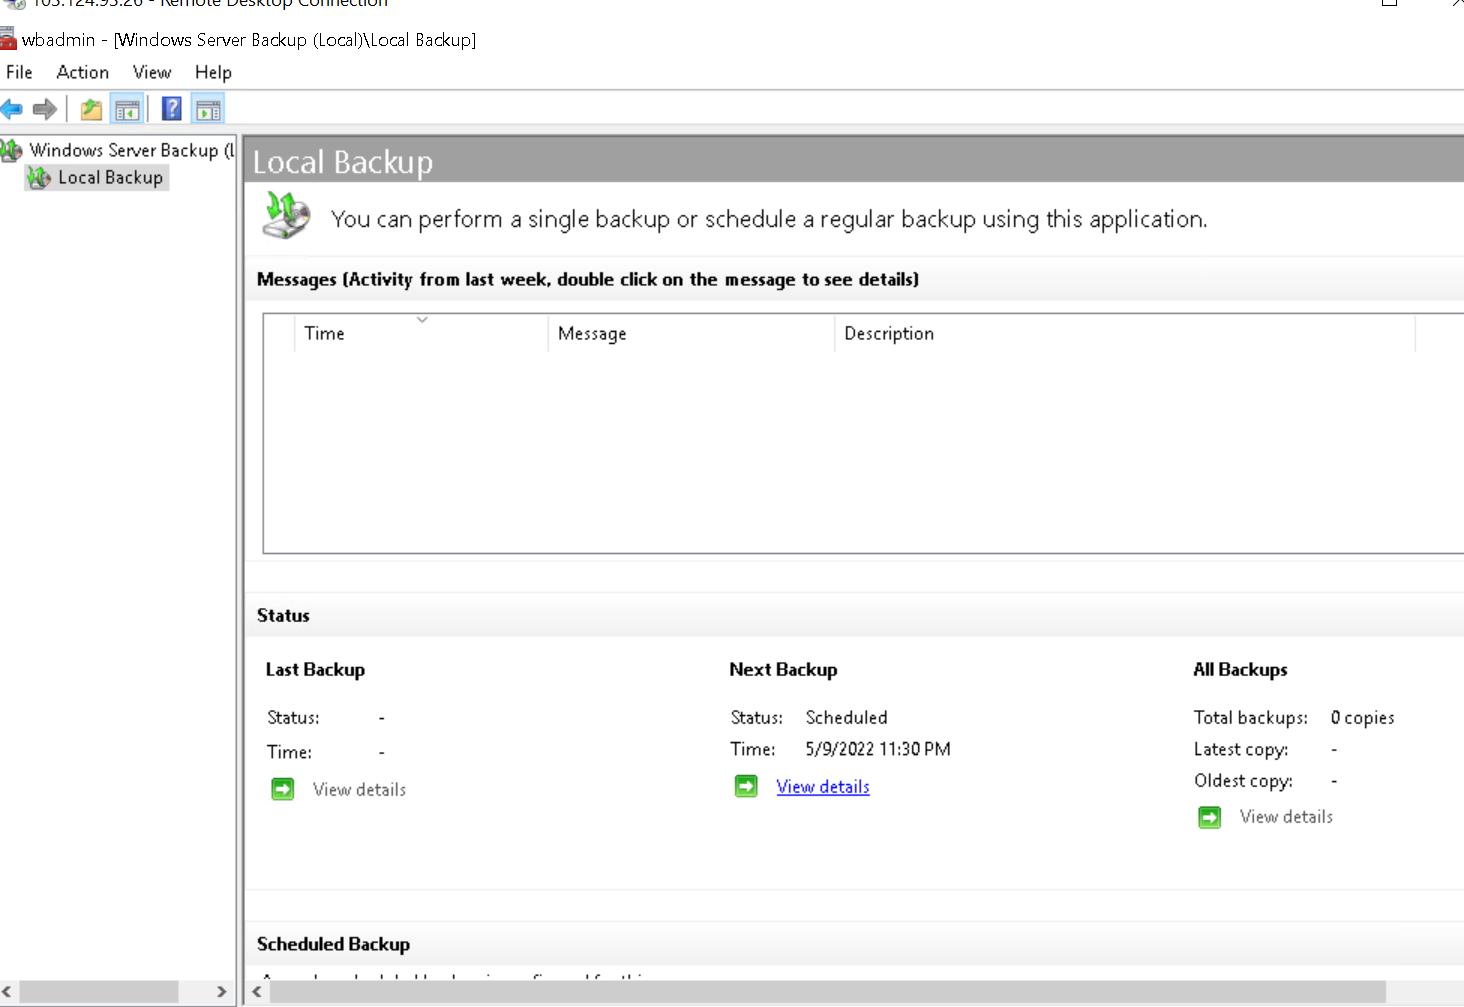 - Remote Desktop Connection
wbadmin - [Windows Server Backup (Local)\Local Backup]
File Action View Help
Windows Server Backup (l
Local Backup
Local Backup
You can perform a single backup or schedule a regular backup using this application.
Messages (Activity from last week, double click on the message to see details)
Time Message Description
Status
Last Backup
Status: -
Time: -
View details
Next Backup
Status: Scheduled
Time: 5/9/2022 11:30 PM
View details
All Backups
Total backups: 0 copies
Latest copy: -
Oldest copy: -
View details
Scheduled Backup